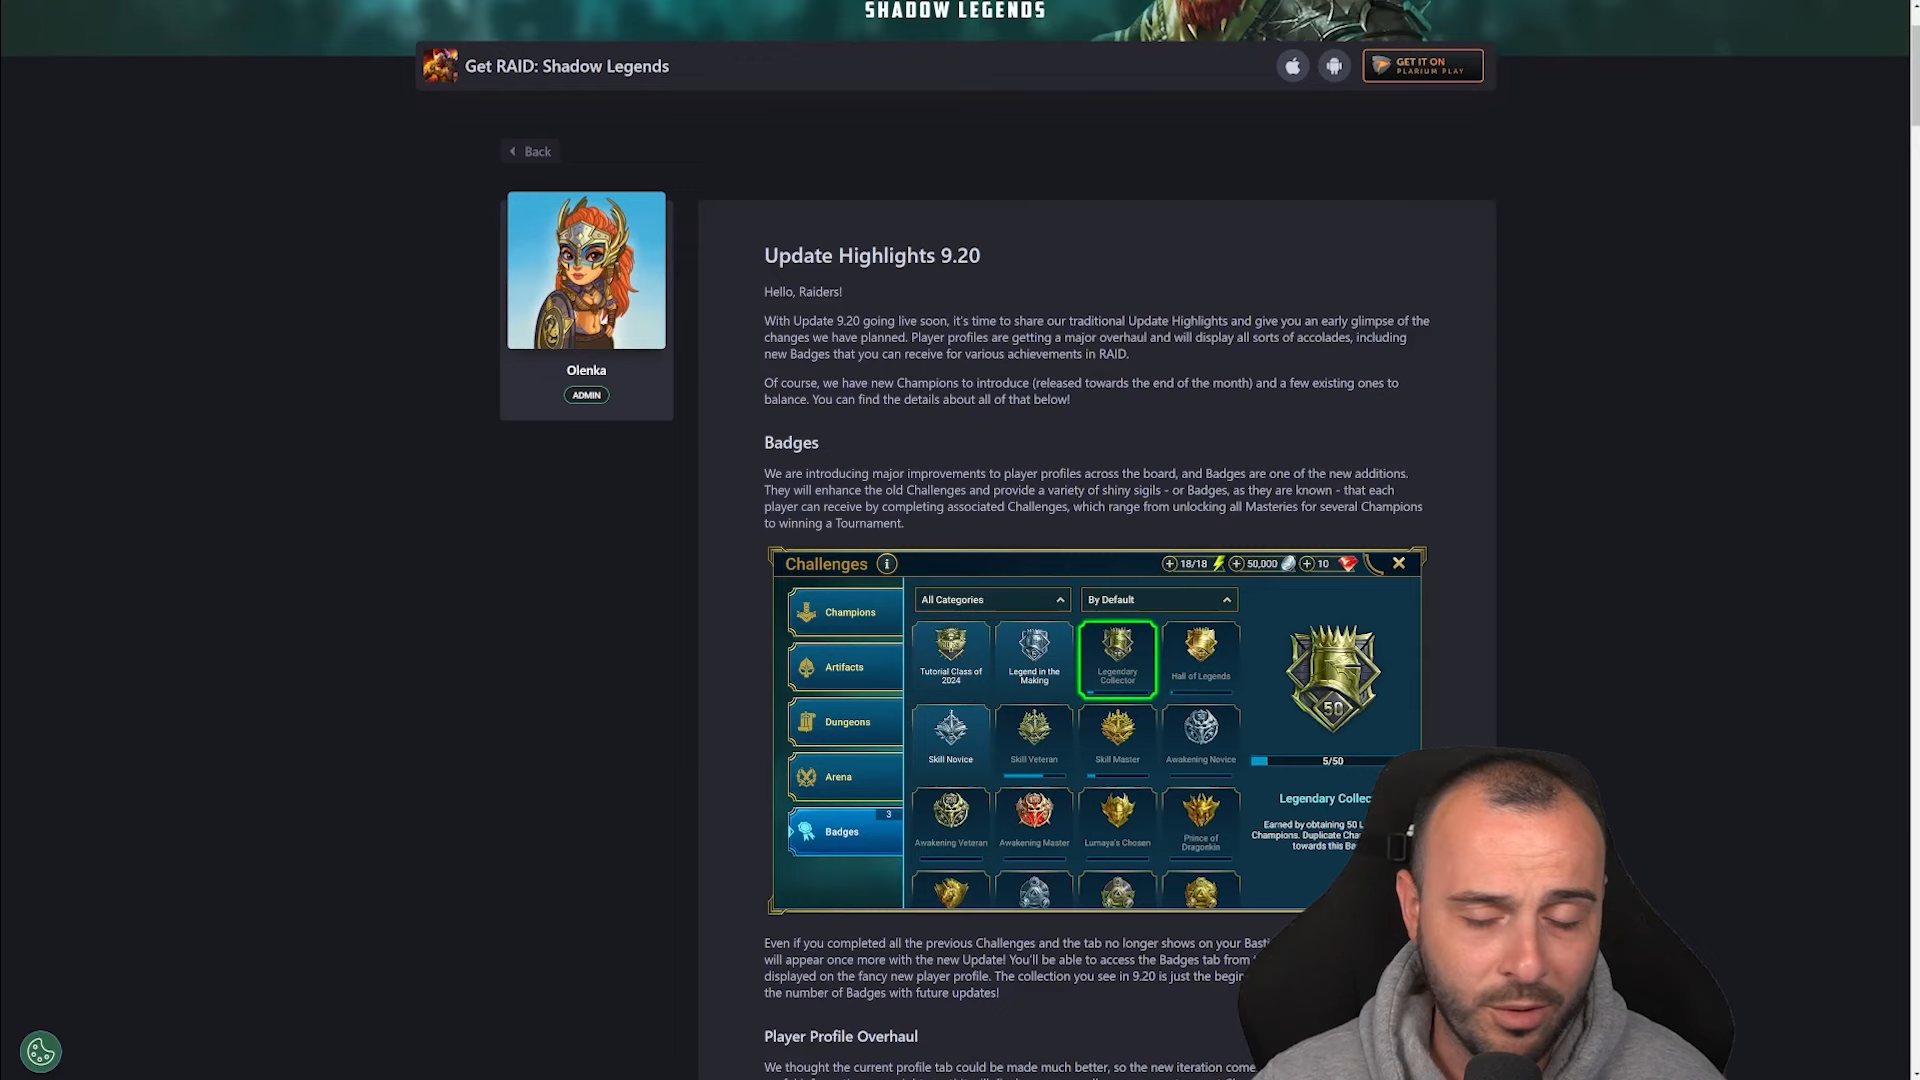 SHADOW LEGENDS
Get RAID: Shadow Legends
GET IT ON
PLARIUM PLAY
Back
Olenka
ADMIN
Update Highlights 9.20
Hello, Raiders!
With Update 9.20 going live soon, it's time to share our traditional Update Highlights and give you an early glimpse of the
changes we have planned. Player profiles are getting a major overhaul and will display all sorts of accolades, including
new Badges that you can receive for various achievements in RAID.
Of course, we have new Champions to introduce (released towards the end of the month) and a few existing ones to
balance. You can find the details about all of that below!
Badges
We are introducing major improvements to player profiles across the board, and Badges are one of the new additions.
They will enhance the old Challenges and provide a variety of shiny sigils - or Badges, as they are known - that each
player can receive by completing associated Challenges, which range from unlocking all Masteries for several Champions
to winning a Tournament.
Challenges
18/18
50,000
10
Champions
Artifacts
Dungeons
Arena
Badges
3
All Categories
By Default
Tutorial Class of
2024
Legend in the
Making
Legendary
Collector
Hall of Legends
Skill Novice
Skill Veteran
Skill Master
Awakening Novice
Awakening Veteran
Awakening Master
Lumaya's Chosen
Prince of
Dragonkin
50
5/50
Legendary Collec
Earned by obtaining 50 L
Champions. Duplicate Cha
towards this Ba
Even if you completed all the previous Challenges and the tab no longer shows on your Basti
will appear once more with the new Update! You'll be able to access the Badges tab from
displayed on the fancy new player profile. The collection you see in 9.20 is just the begin
the number of Badges with future updates!
Player Profile Overhaul
We thought the current profile tab could be made much better, so the new iteration come